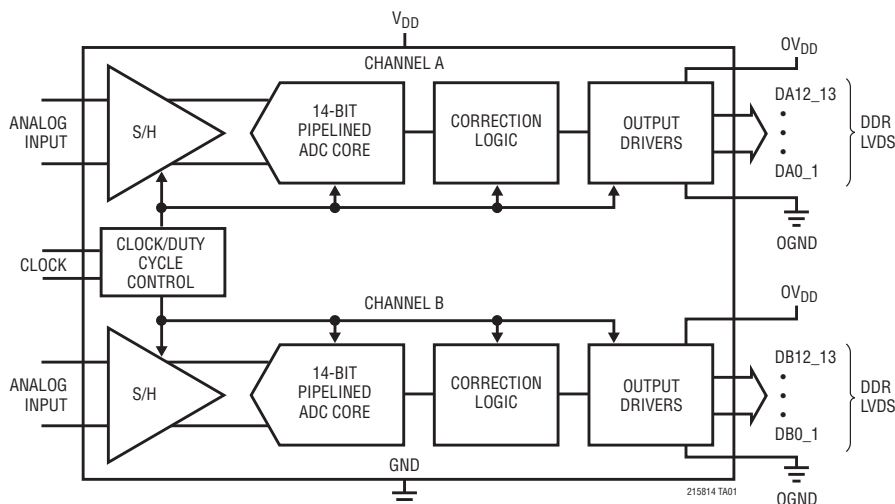 VDD
CHANNEL A
OVDD
ANALOG
INPUT
S/H
14-BIT
PIPELINED
ADC CORE
CORRECTION
LOGIC
OUTPUT
DRIVERS
DA12_13
•
•
•
DA0_1
DDR
LVDS
OGND
CLOCK
CLOCK/DUTY
CYCLE
CONTROL
CHANNEL B
OVDD
ANALOG
INPUT
S/H
14-BIT
PIPELINED
ADC CORE
CORRECTION
LOGIC
OUTPUT
DRIVERS
DB12_13
•
•
•
DB0_1
DDR
LVDS
GND
215814 TA01
OGND